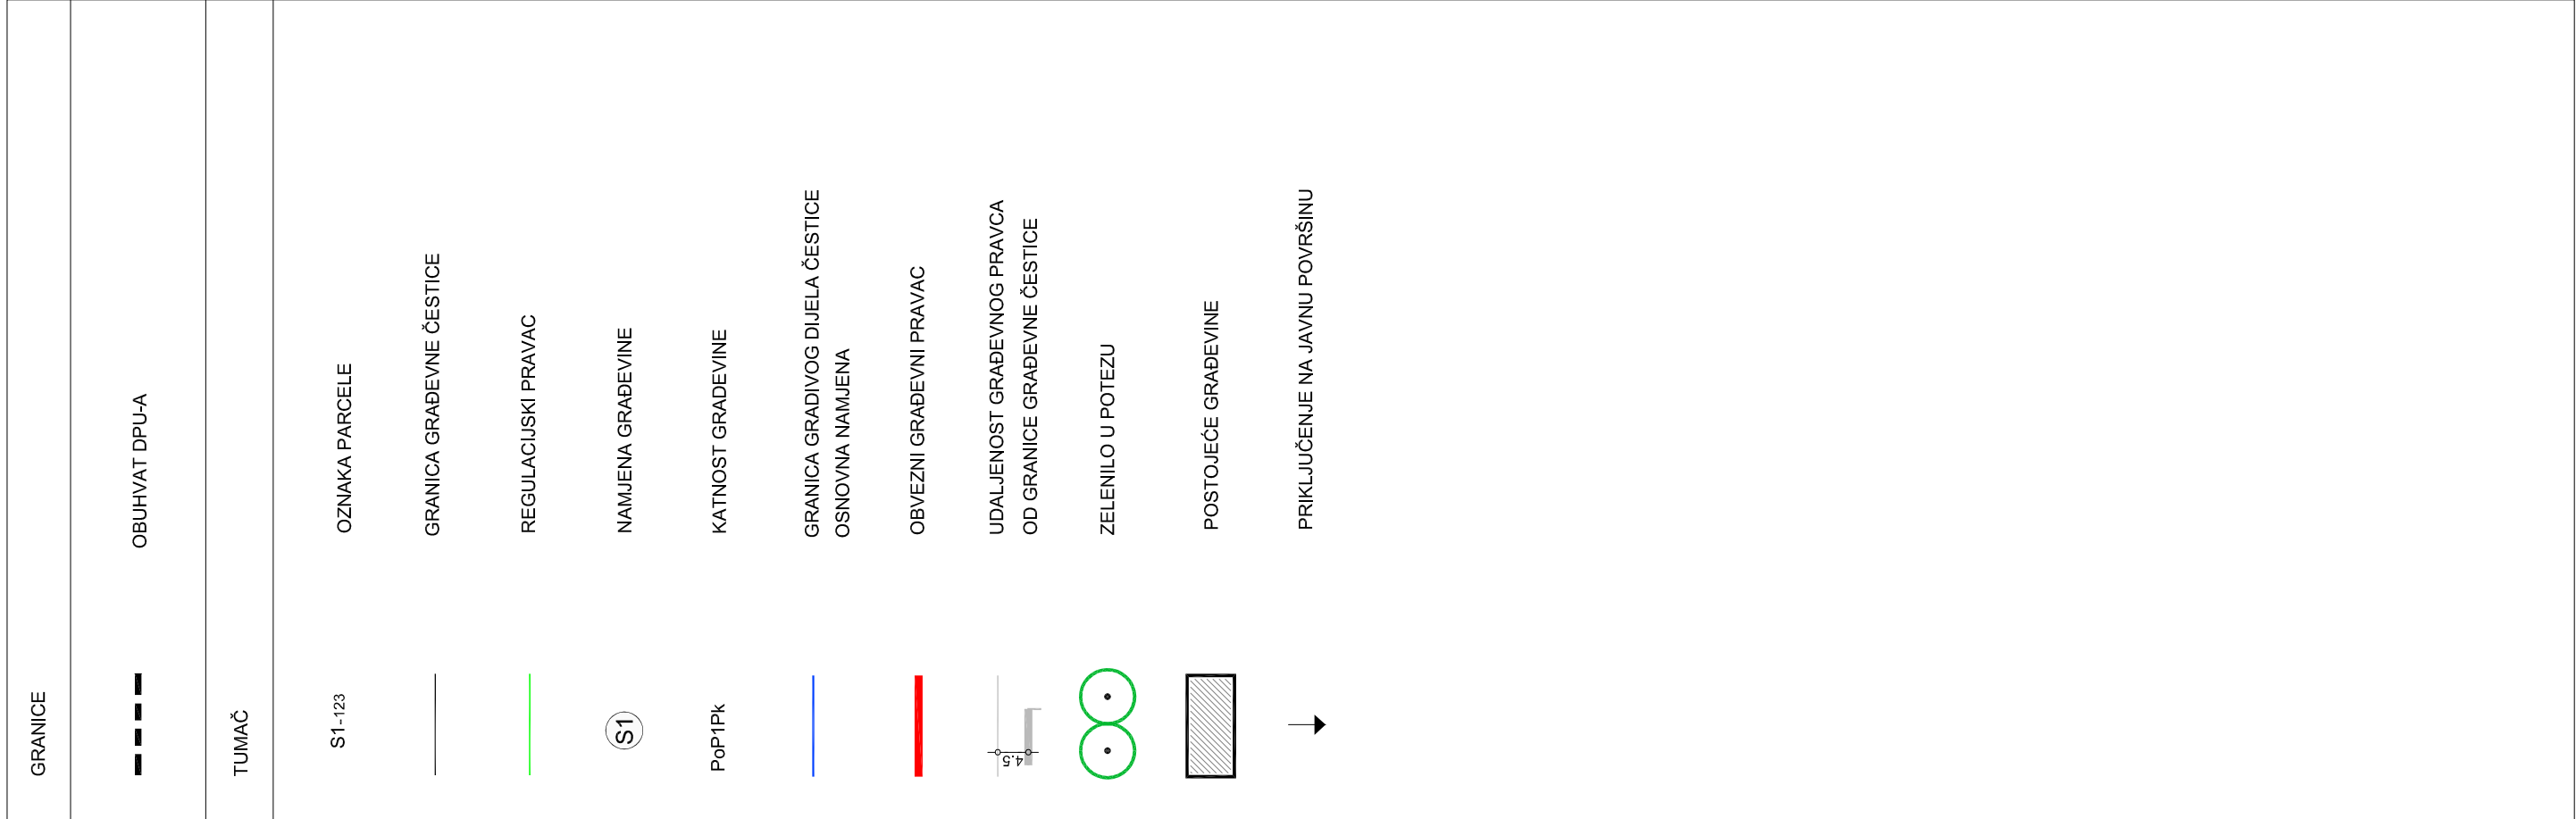 GRANICE
OBUHVAT DPU-A
TUMAČ
S1-123 OZNAKA PARCELE
GRANICA GRAĐEVNE ČESTICE
REGULACIJSKI PRAVAC
S1 NAMJENA GRAĐEVINE
PoP1Pk KATNOST GRADEVINE
GRANICA GRADIVOG DIJELA ČESTICE
OSNOVNA NAMJENA
OBVEZNI GRAĐEVNI PRAVAC
4.5 UDALJENOST GRAĐEVNOG PRAVCA
OD GRANICE GRAĐEVNE ČESTICE
ZELENILO U POTEZU
POSTOJEĆE GRAĐEVINE
PRIKLJUČENJE NA JAVNU POVRŠINU